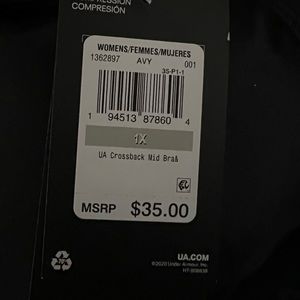 COMPRESIÓN
WOMENS/FEMMES/MUJERES
1362897 AVY 001
3S-P1-1
1 94513 87860 4
1X
UA Crossback Mid Bra&
MSRP $35.00
UA.COM
©2020 Under Armour, Inc.